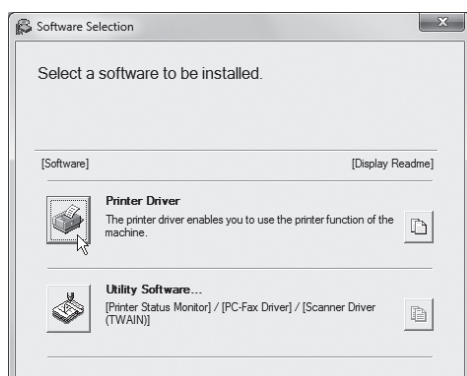 Software Selection
Select a software to be installed.
[Software] [Display Readme]
Printer Driver
The printer driver enables you to use the printer function of the
machine.
Utility Software...
[Printer Status Monitor] / [PC-Fax Driver] / [Scanner Driver
(TWAIN)]